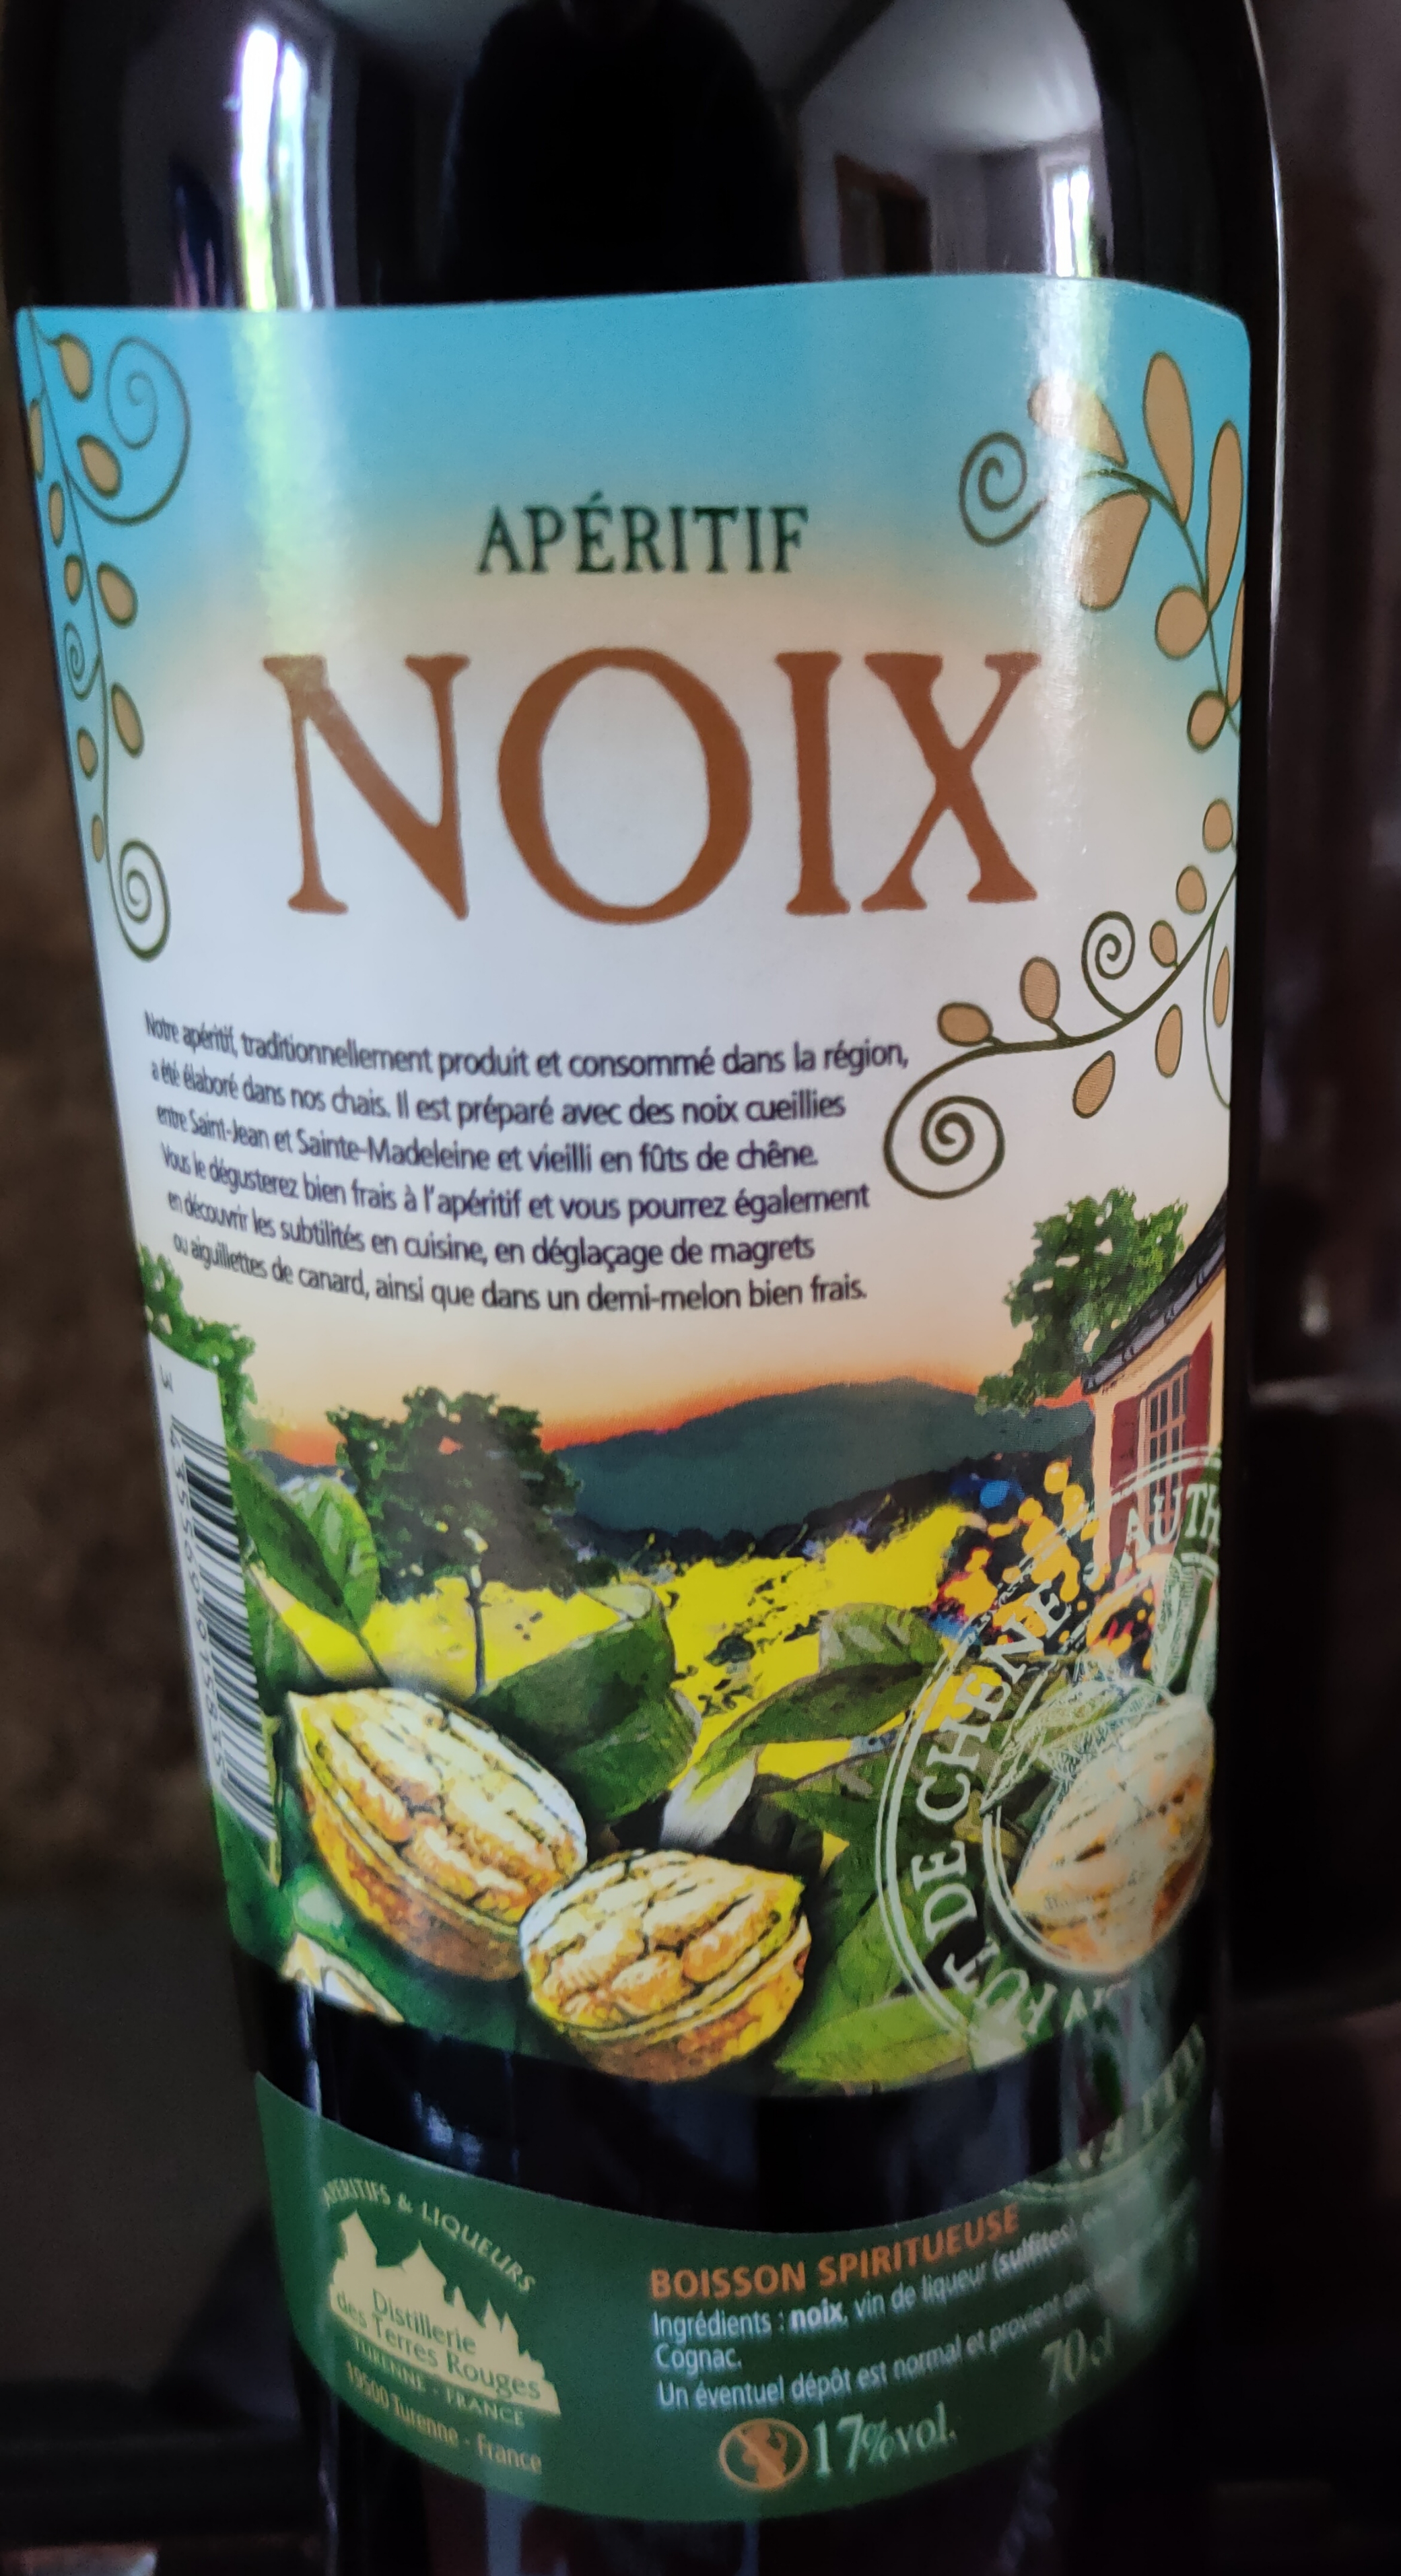 APÉRITIF
NOIX
Notre apéritif, traditionnellement produit et consommé dans la région,
a été élaboré dans nos chais. Il est préparé avec des noix cueillies
entre Saint-Jean et Sainte-Madeleine et vieilli en fûts de chêne.
Vous le dégusterez bien frais à l'apéritif et vous pourrez également
en découvrir les subtilités en cuisine, en déglaçage de magrets
ou aiguillettes de canard, ainsi que dans un demi-melon bien frais.
FÛT DE CHENE AUTH
APÉRITIFS & LIQUEURS
Distillerie
des Terres Rouges
TURENNE - FRANCE
19500 Turenne - France
BOISSON SPIRITUEUSE
Ingrédients : noix, vin de liqueur (sulfites)
Cognac.
Un éventuel dépôt est normal et provient des
17%vol.
70cl